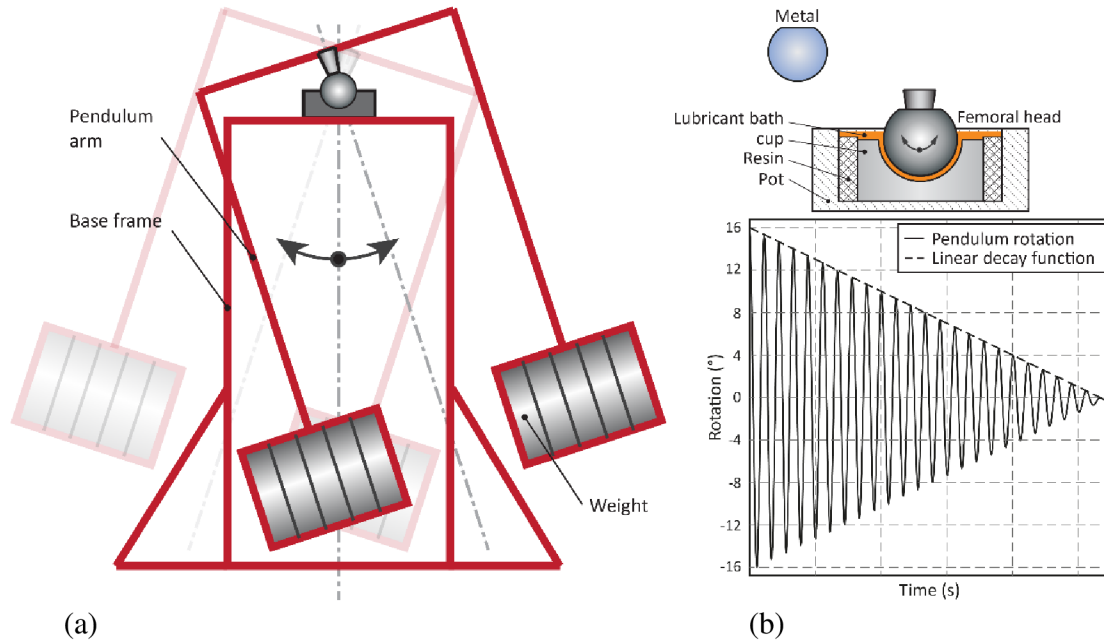 Pendulum
arm
Base frame
Weight
(a)
Metal
Lubricant bath
Femoral head
cup
Resin
Pot
16
12
8
4
0
-4
-8
-12
-16
Rotation (°)
Pendulum rotation
Linear decay function
Time (s)
(b)